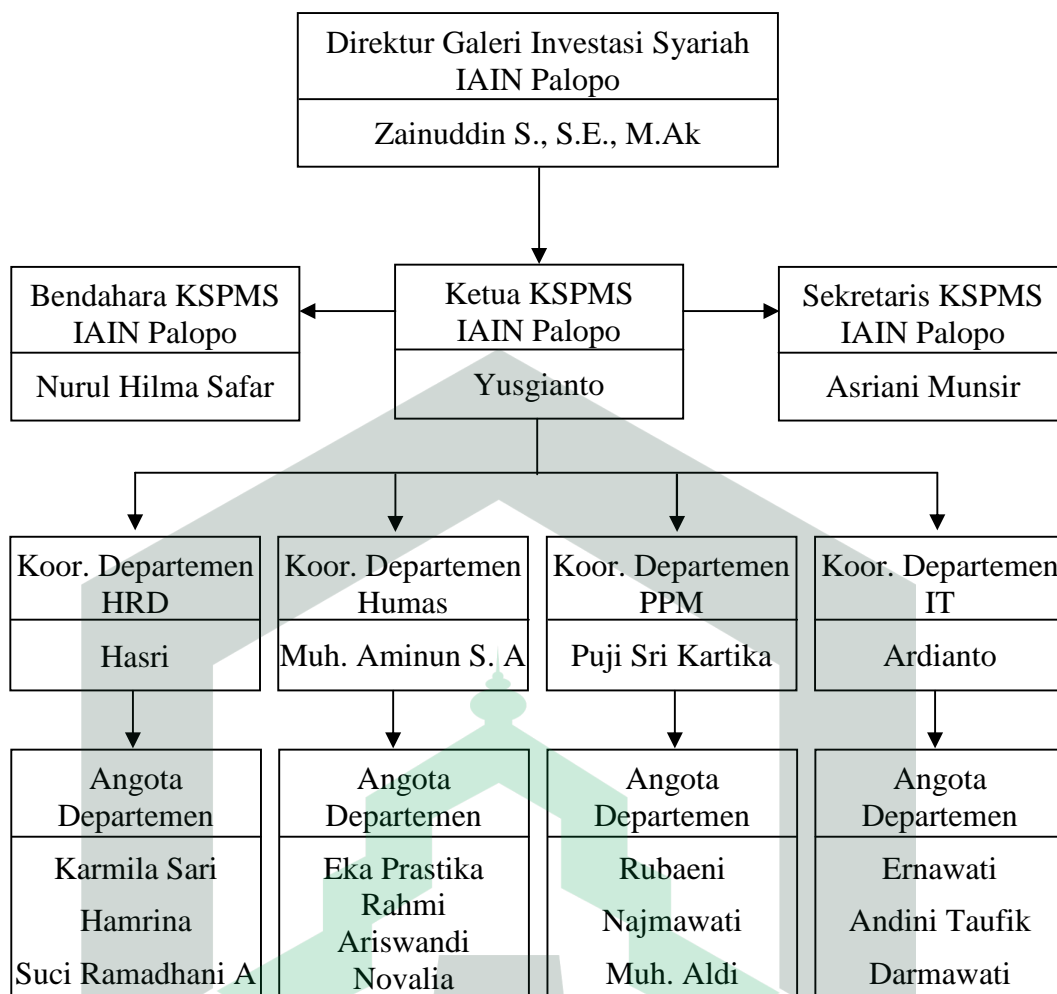 Direktur Galeri Investasi Syariah
IAIN Palopo
Zainuddin S., S.E., M.Ak
Bendahara KSPMS
IAIN Palopo
Nurul Hilma Safar
Ketua KSPMS
IAIN Palopo
Yusgianto
Sekretaris KSPMS
IAIN Palopo
Asriani Munsir
Koor. Departemen
HRD
Hasri
Koor. Departemen
Humas
Muh. Aminun S. A
Koor. Departemen
PPM
Puji Sri Kartika
Koor. Departemen
IT
Ardianto
Angota
Departemen
Karmila Sari
Hamrina
Suci Ramadhani A
Angota
Departemen
Eka Prastika
Rahmi
Ariswandi
Novalia
Angota
Departemen
Rubaeni
Najmawati
Muh. Aldi
Angota
Departemen
Ernawati
Andini Taufik
Darmawati